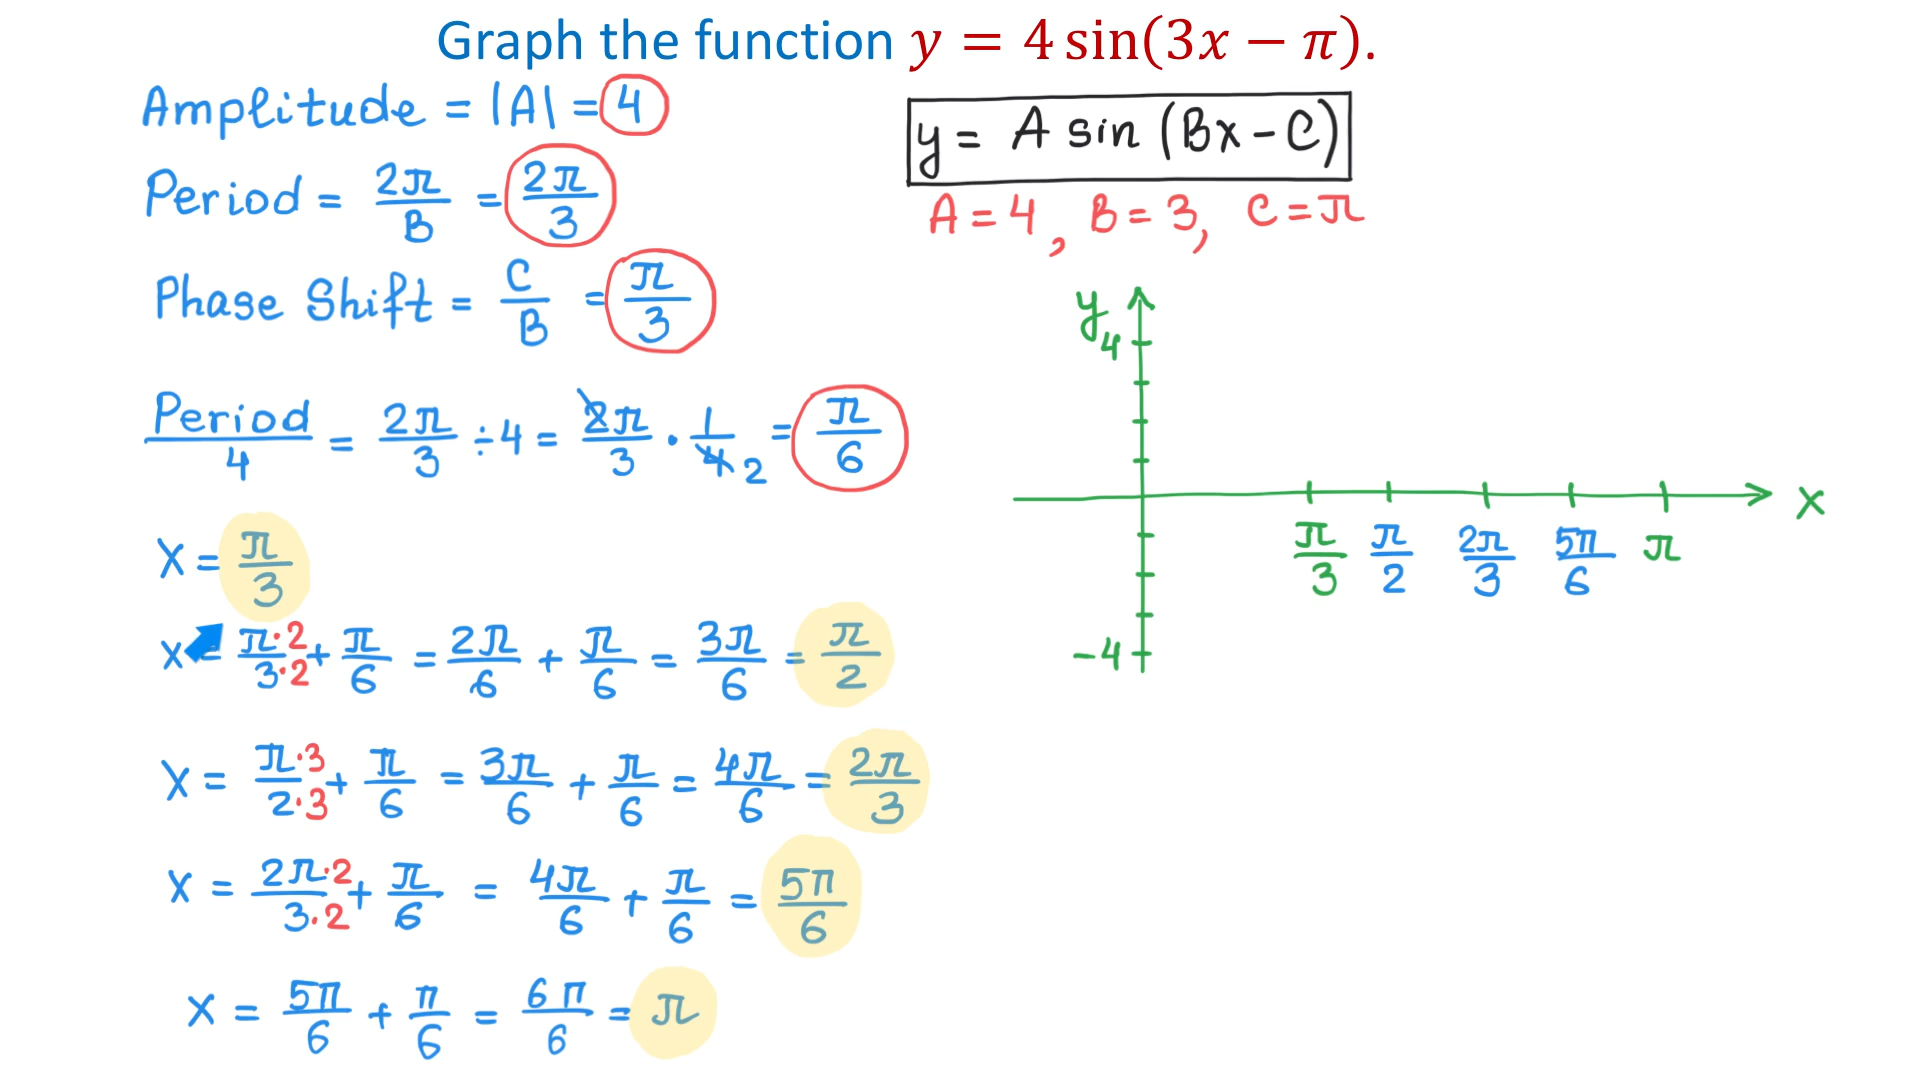 Graph the function y = 4 sin(3x − π).
Amplitude = |A| = 4
Period = 2π/B = 2π/3
Phase Shift = C/B = π/3
Period/4 = 2π/3 ÷ 4 = 2π/3 · 1/4 2 = π/6
x = π/3
x = π·2/3·2 + π/6 = 2π/6 + π/6 = 3π/6 = π/2
x = π·3/2·3 + π/6 = 3π/6 + π/6 = 4π/6 = 2π/3
x = 2π·2/3·2 + π/6 = 4π/6 + π/6 = 5π/6
x = 5π/6 + π/6 = 6π/6 = π
y = A sin (Bx − C)
A = 4, B = 3, C = π
y
4
x
π/3 π/2 2π/3 5π/6 π
−4